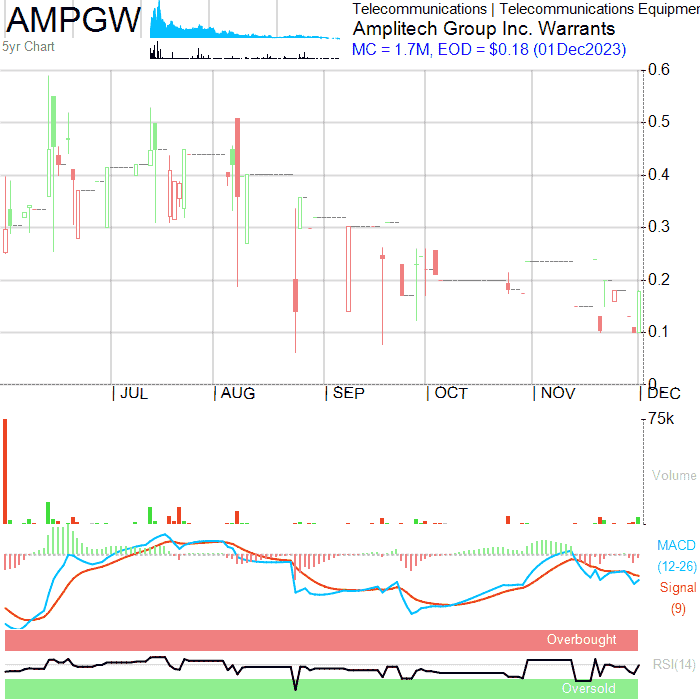 AMPGW
5yr Chart
Telecommunications | Telecommunications Equipmen
Amplitech Group Inc. Warrants
MC = 1.7M, EOD = $0.18 (01Dec2023)
0.6
0.5
0.4
0.3
0.2
0.1
0
| JUL | AUG | SEP | OCT | NOV | DEC
75k
Volume
MACD
(12-26)
Signal
(9)
Overbought
RSI(14)
Oversold